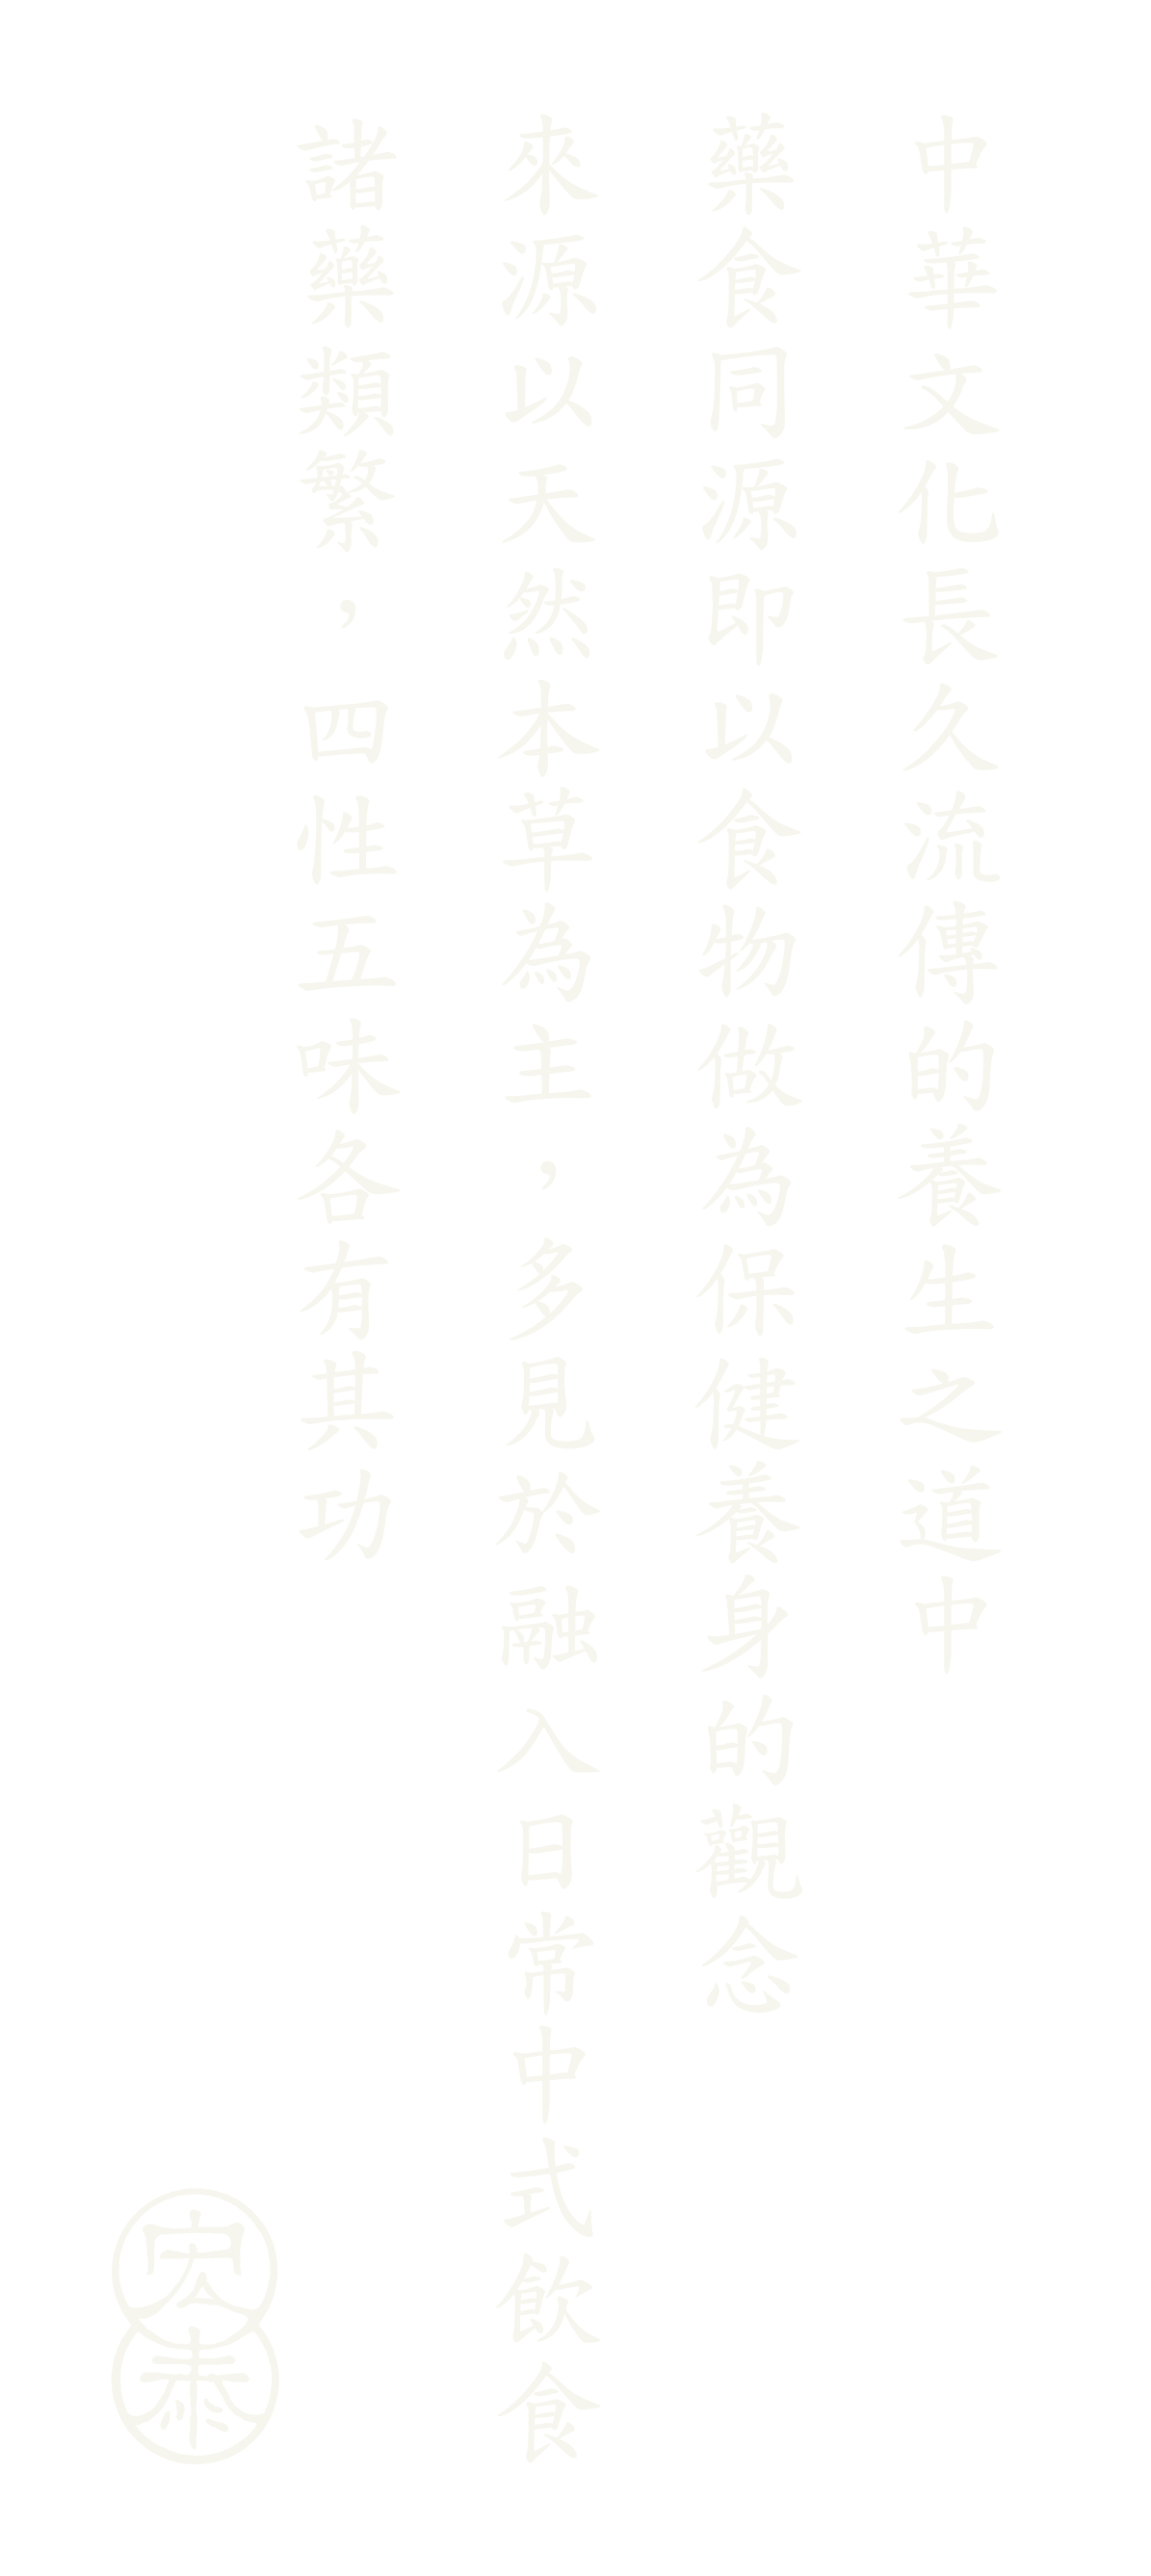 中華文化長久流傳的養生之道中
藥食同源即以食物做為保健養身的觀念
來源以天然本草為主，多見於融入日常中式飲食
諸藥類繁，四性五味各有其功
宏泰